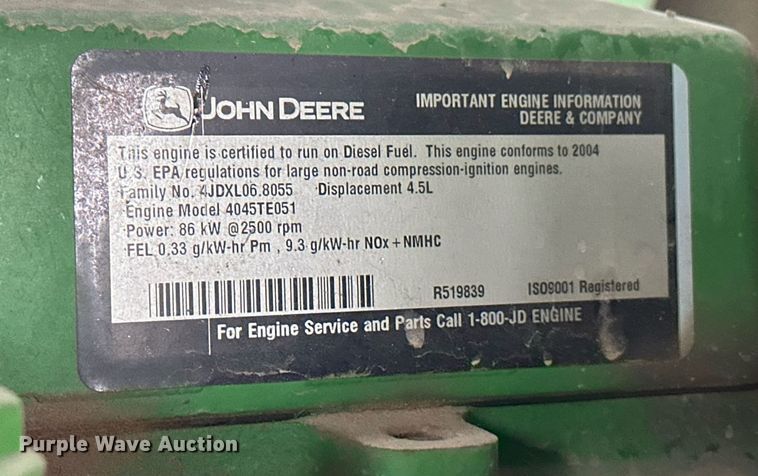 JOHN DEERE
IMPORTANT ENGINE INFORMATION
DEERE & COMPANY
This engine is certified to run on Diesel Fuel. This engine conforms to 2004
U.S. EPA regulations for large non-road compression-ignition engines.
Family No. 4JDXL06.8055 Displacement 4.5L
Engine Model 4045TE051
Power: 86 kW @2500 rpm
FEL 0,33 g/kW-hr Pm , 9.3 g/kW-hr NOx + NMHC
R519839 ISO9001 Registered
For Engine Service and Parts Call 1-800-JD ENGINE
Purple Wave Auction